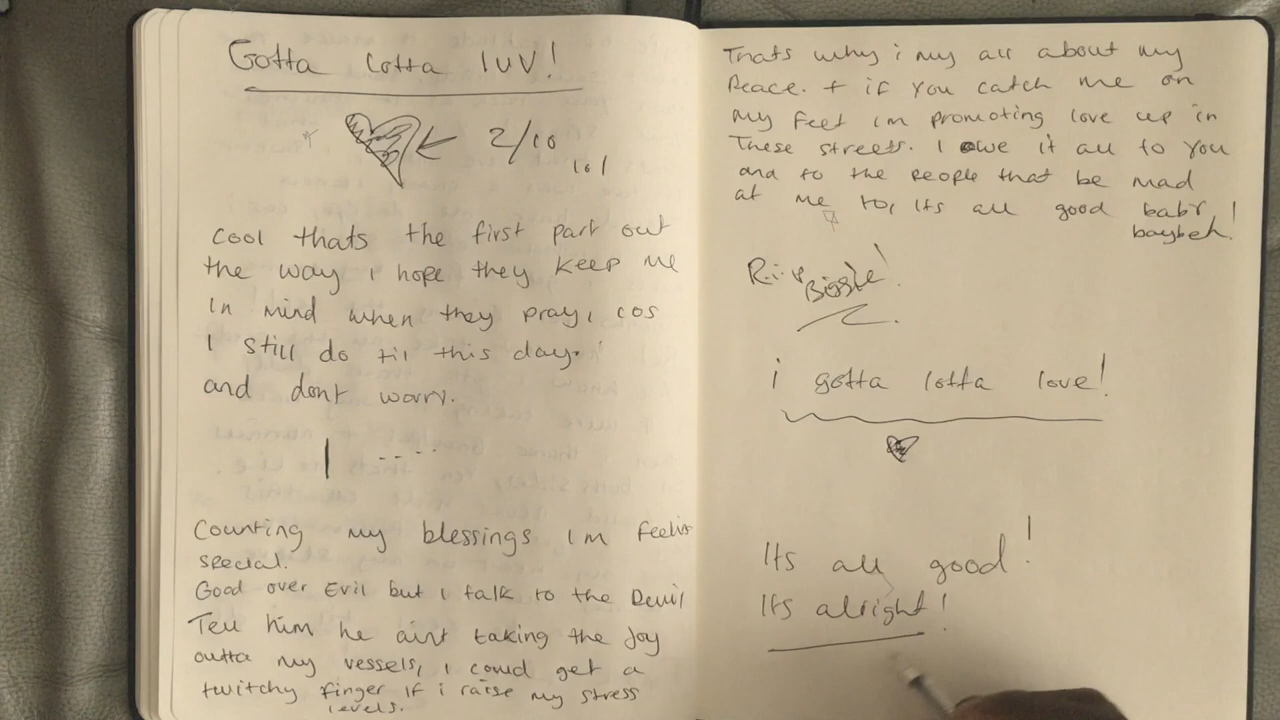 Gotta Lotta luv!
2/10
lol
Cool thats the first part out
the way i hope they keep me
in mind when they pray, cos
I still do til this day.
and dont worry.
Counting my blessings im feelin
special.
Good over Evil but i talk to the Devil
Tell him he aint taking the Joy
outta my vessels, i could get a
twitchy finger if i raise my stress
levels.
Thats why i my all about my
Peace. + if you catch me on
my feet im promoting love up in
These streets. I owe it all to you
and to the people that be mad
at me to, its all good baby!
baybeh!
R.i.p
Biggie!
i gotta lotta love!
Its all good!
Its alright!